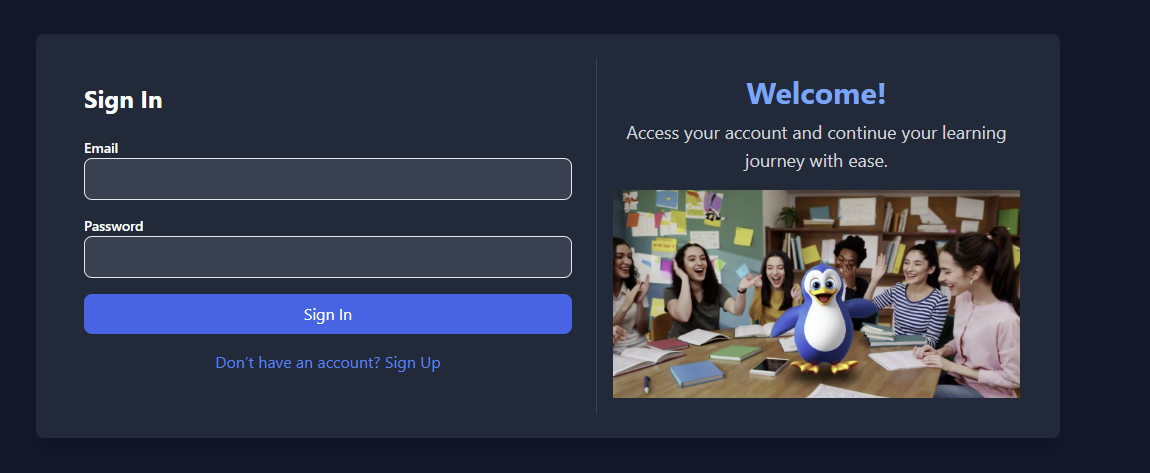 Sign In
Email
Password
Sign In
Don't have an account? Sign Up
Welcome!
Access your account and continue your learning
journey with ease.